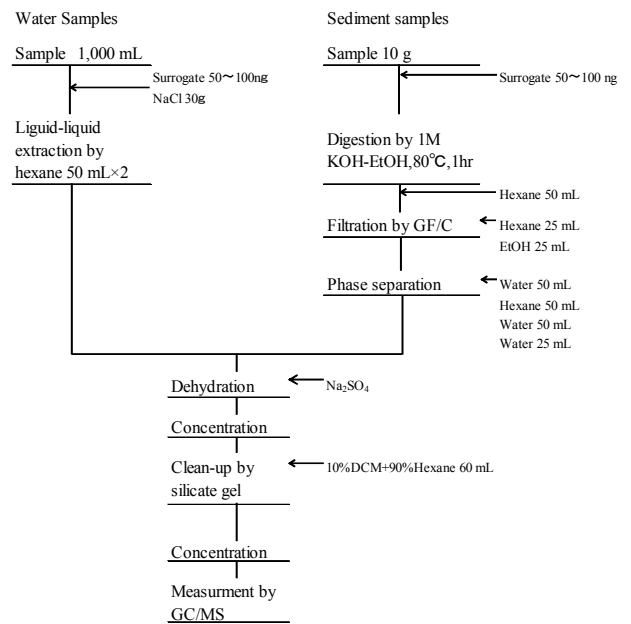 Water Samples
Sample 1,000 mL
Surrogate 50～100ng
NaCl 30g
Liguid-liquid
extraction by
hexane 50 mL×2
Sediment samples
Sample 10 g
Surrogate 50～100 ng
Digestion by 1M
KOH-EtOH,80℃,1hr
Hexane 50 mL
Filtration by GF/C
Hexane 25 mL
EtOH 25 mL
Phase separation
Water 50 mL
Hexane 50 mL
Water 50 mL
Water 25 mL
Dehydration
Na₂SO₄
Concentration
Clean-up by
silicate gel
10%DCM+90%Hexane 60 mL
Concentration
Measurment by
GC/MS